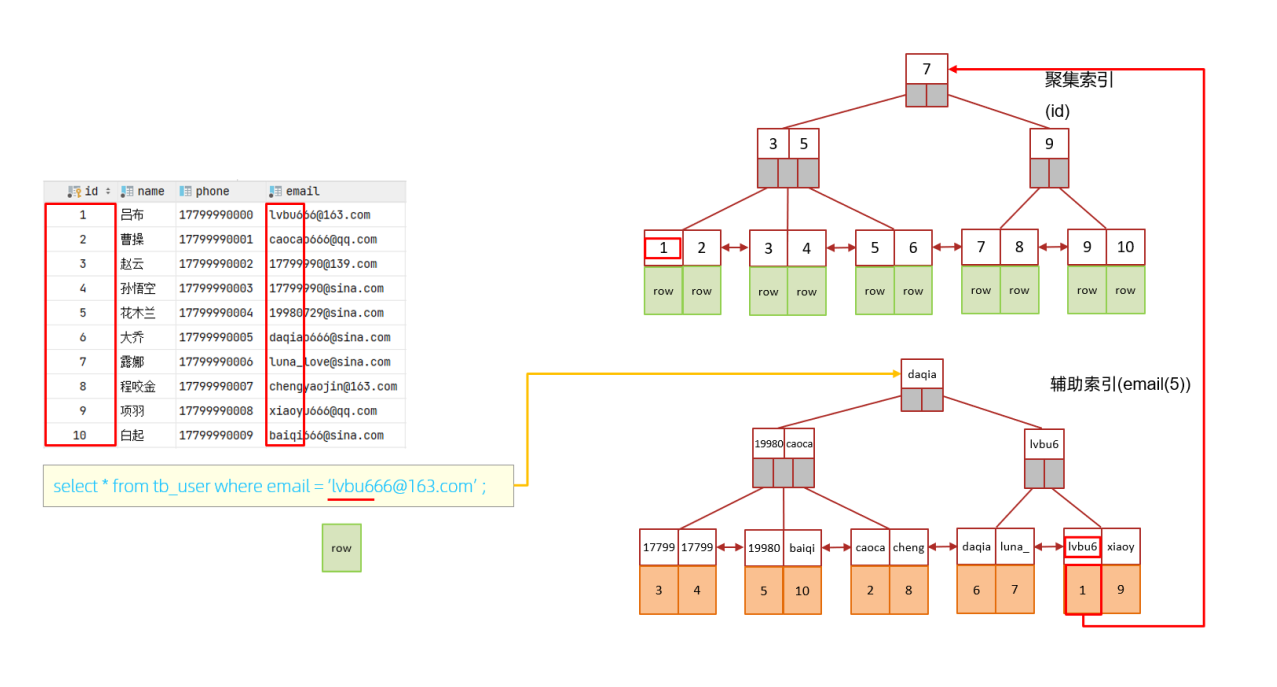 id name phone email
1 吕布 17799990000 lvbu666@163.com
2 曹操 17799990001 caocao666@qq.com
3 赵云 17799990002 17799990@139.com
4 孙悟空 17799990003 17799990@sina.com
5 花木兰 17799990004 19980729@sina.com
6 大乔 17799990005 daqiao666@sina.com
7 露娜 17799990006 luna_love@sina.com
8 程咬金 17799990007 chengyaojin@163.com
9 项羽 17799990008 xiaoyu666@qq.com
10 白起 17799990009 baiqi666@sina.com
select * from tb_user where email = ‘lvbu666@163.com’ ;
row
7
聚集索引
(id)
3 5 9
1 2 3 4 5 6 7 8 9 10
row row row row row row row row row row
daqia
辅助索引(email(5))
19980 caoca lvbu6
17799 17799 19980 baiqi caoca cheng daqia luna_ lvbu6 xiaoy
3 4 5 10 2 8 6 7 1 9